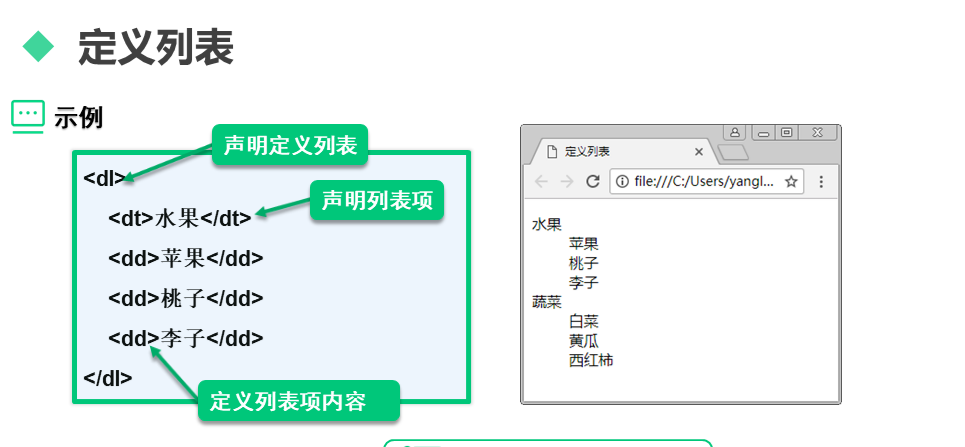 定义列表
示例
声明定义列表
<dl>
声明列表项
<dt>水果</dt>
<dd>苹果</dd>
<dd>桃子</dd>
<dd>李子</dd>
</dl>
定义列表项内容
定义列表
file:///C:/Users/yangl...
水果
苹果
桃子
李子
蔬菜
白菜
黄瓜
西红柿